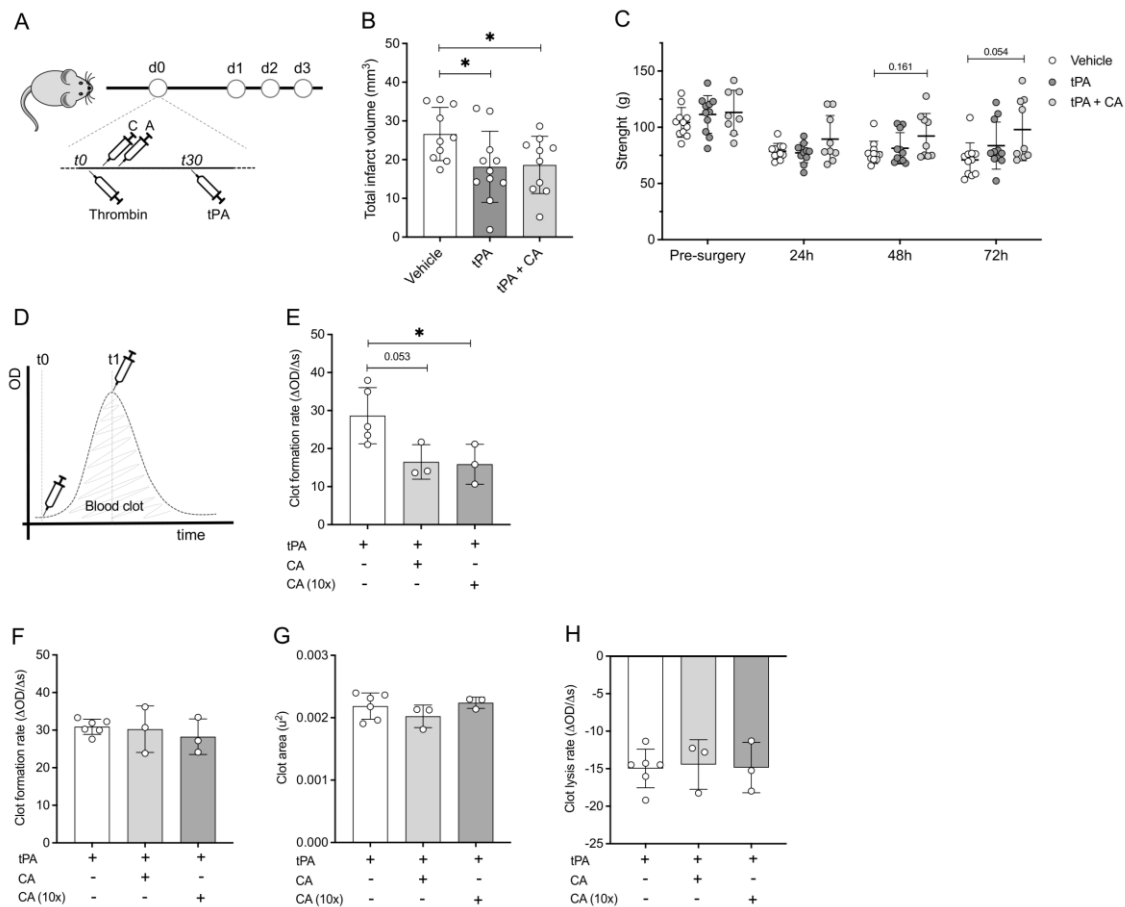 A
d0
d1
d2
d3
C A
t0
t30
Thrombin
tPA
B
Total infarct volume (mm³)
50
40
30
20
10
0
*
*
Vehicle
tPA
tPA + CA
C
Strenght (g)
150
100
50
0
0.161
0.054
Pre-surgery
24h
48h
72h
Vehicle
tPA
tPA + CA
D
OD
t0
t1
Blood clot
time
E
Clot formation rate (ΔOD/Δs)
50
40
30
20
10
0
*
0.053
tPA + + +
CA - + -
CA (10x) - - +
F
Clot formation rate (ΔOD/Δs)
50
40
30
20
10
0
tPA + + +
CA - + -
CA (10x) - - +
G
Clot area (u²)
0.003
0.002
0.001
0.000
tPA + + +
CA - + -
CA (10x) - - +
H
Clot lysis rate (ΔOD/Δs)
0
-5
-10
-15
-20
-25
tPA + + +
CA - + -
CA (10x) - - +